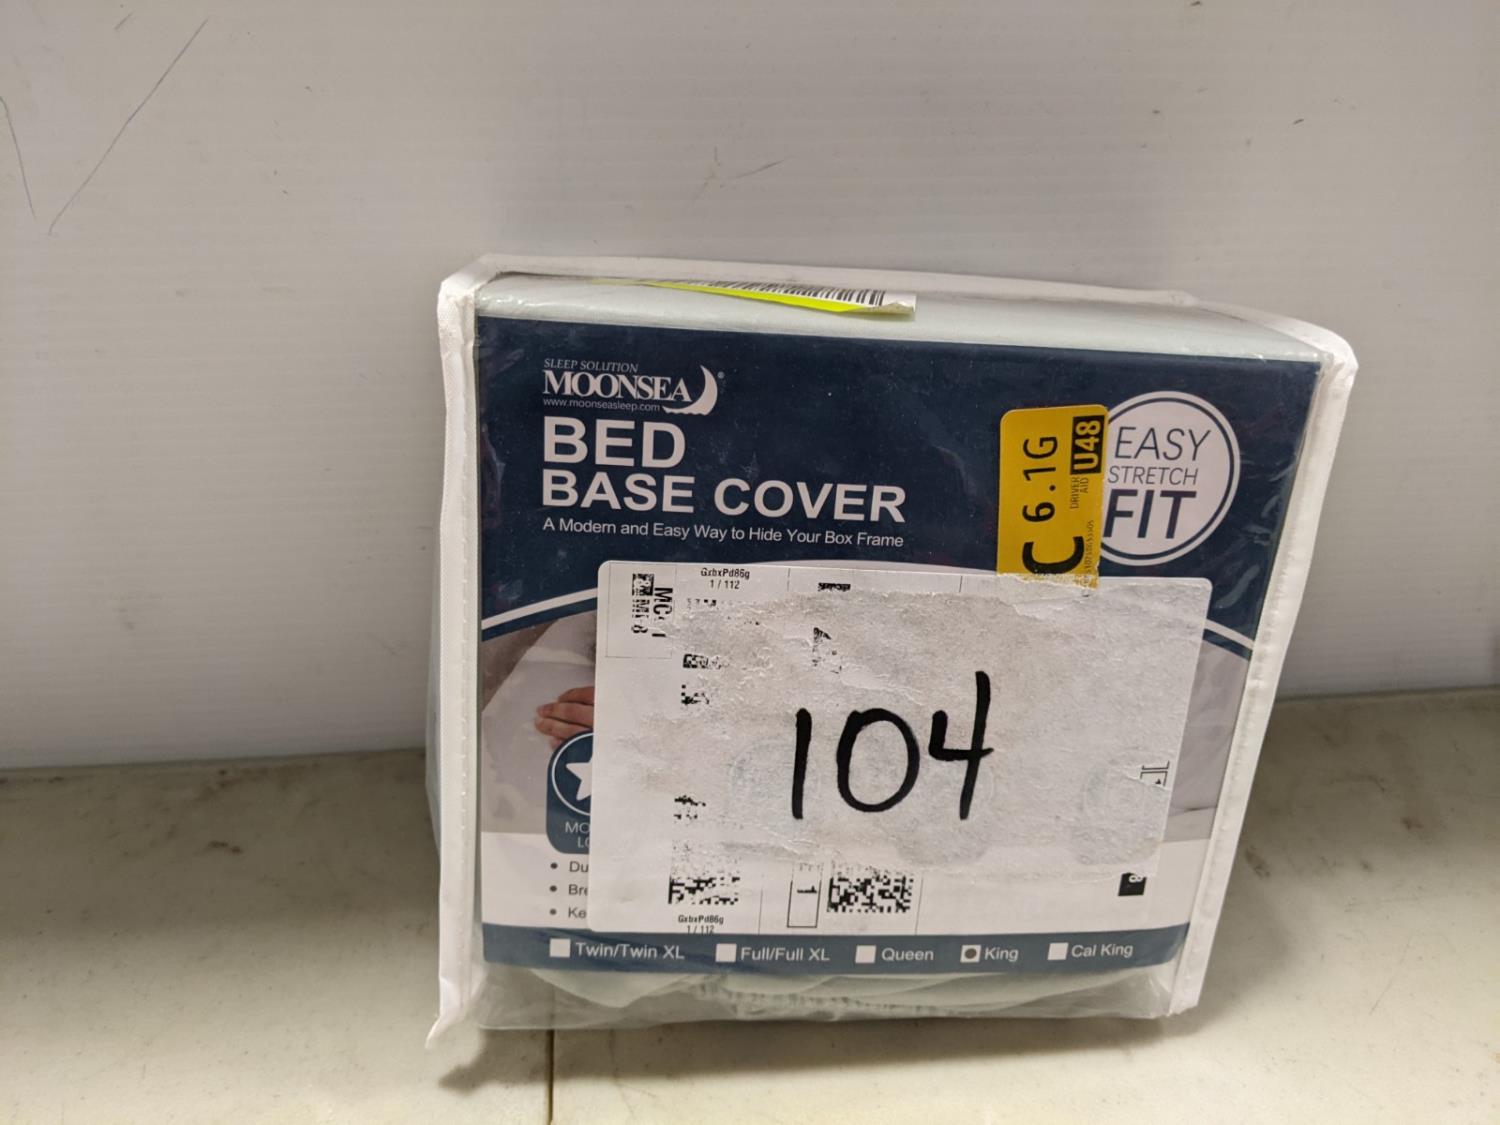 SLEEP SOLUTION
MOONSEA®
www.moonseasleep.com
BED
BASE COVER
A Modern and Easy Way to Hide Your Box Frame
EASY
STRETCH
FIT
C 6.1G U48
DRIVER
AID
GxbxPd86g
1 / 112
104
8
GxbxPd86g
1 / 112
Twin/Twin XL Full/Full XL Queen King Cal King